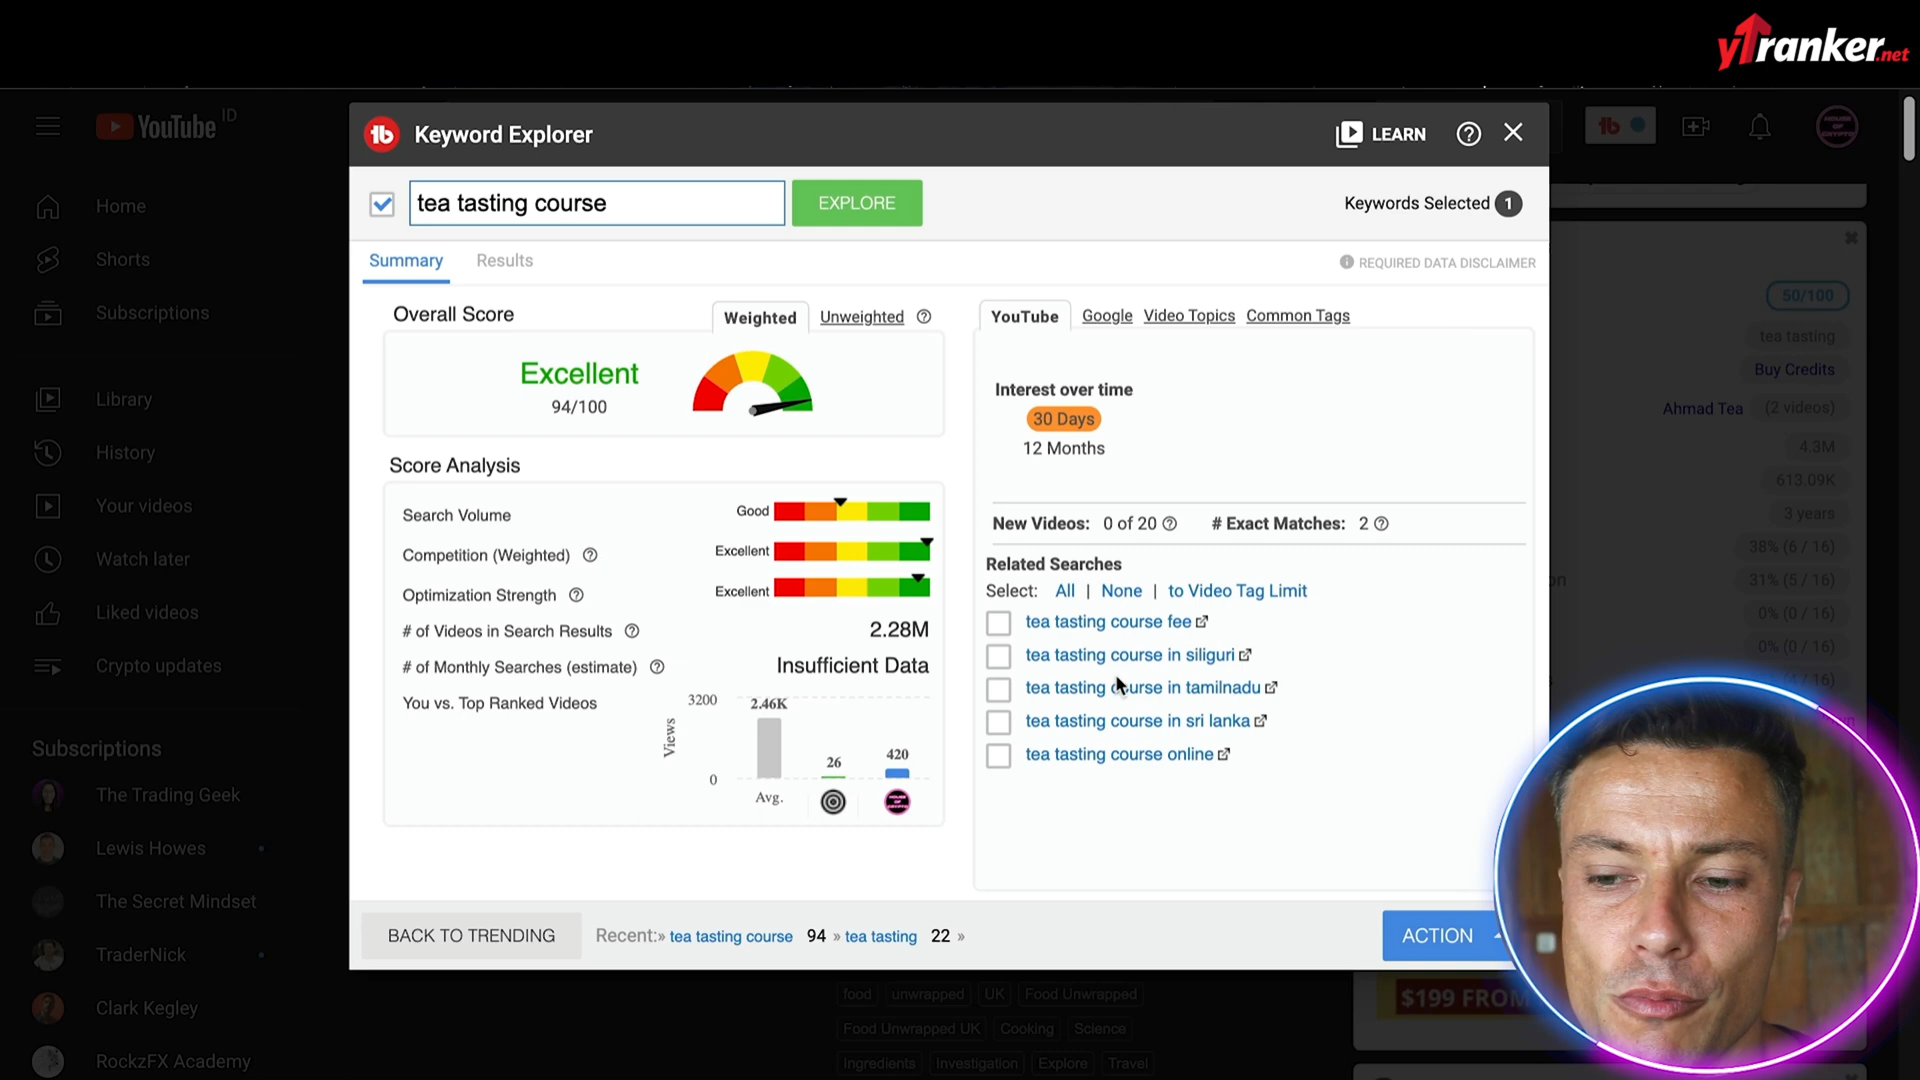 yTranker.net
YouTube ID
Home
Shorts
Subscriptions
Library
History
Your videos
Watch later
Liked videos
Crypto updates
Subscriptions
The Trading Geek
Lewis Howes
The Secret Mindset
TraderNick
Clark Kegley
RockzFX Academy
tb Keyword Explorer
LEARN
tea tasting course
EXPLORE
Keywords Selected 1
Summary Results
REQUIRED DATA DISCLAIMER
Overall Score
Weighted Unweighted
Excellent
94/100
Score Analysis
Search Volume Good
Competition (Weighted) Excellent
Optimization Strength Excellent
# of Videos in Search Results 2.28M
# of Monthly Searches (estimate) Insufficient Data
You vs. Top Ranked Videos
Views
3200
0
2.46K
26
420
Avg.
YouTube Google Video Topics Common Tags
Interest over time
30 Days
12 Months
New Videos: 0 of 20 # Exact Matches: 2
Related Searches
Select: All | None | to Video Tag Limit
tea tasting course fee
tea tasting course in siliguri
tea tasting course in tamilnadu
tea tasting course in sri lanka
tea tasting course online
BACK TO TRENDING
Recent:» tea tasting course 94 » tea tasting 22 »
ACTION
tb
50/100
tea tasting
Buy Credits
Ahmad Tea (2 videos)
4.3M
613.09K
3 years
38% (6 / 16)
31% (5 / 16)
0% (0 / 16)
0% (0 / 16)
food unwrapped UK Food Unwrapped
Food Unwrapped UK Cooking Science
Ingredients Investigation Explore Travel
$199 FROM